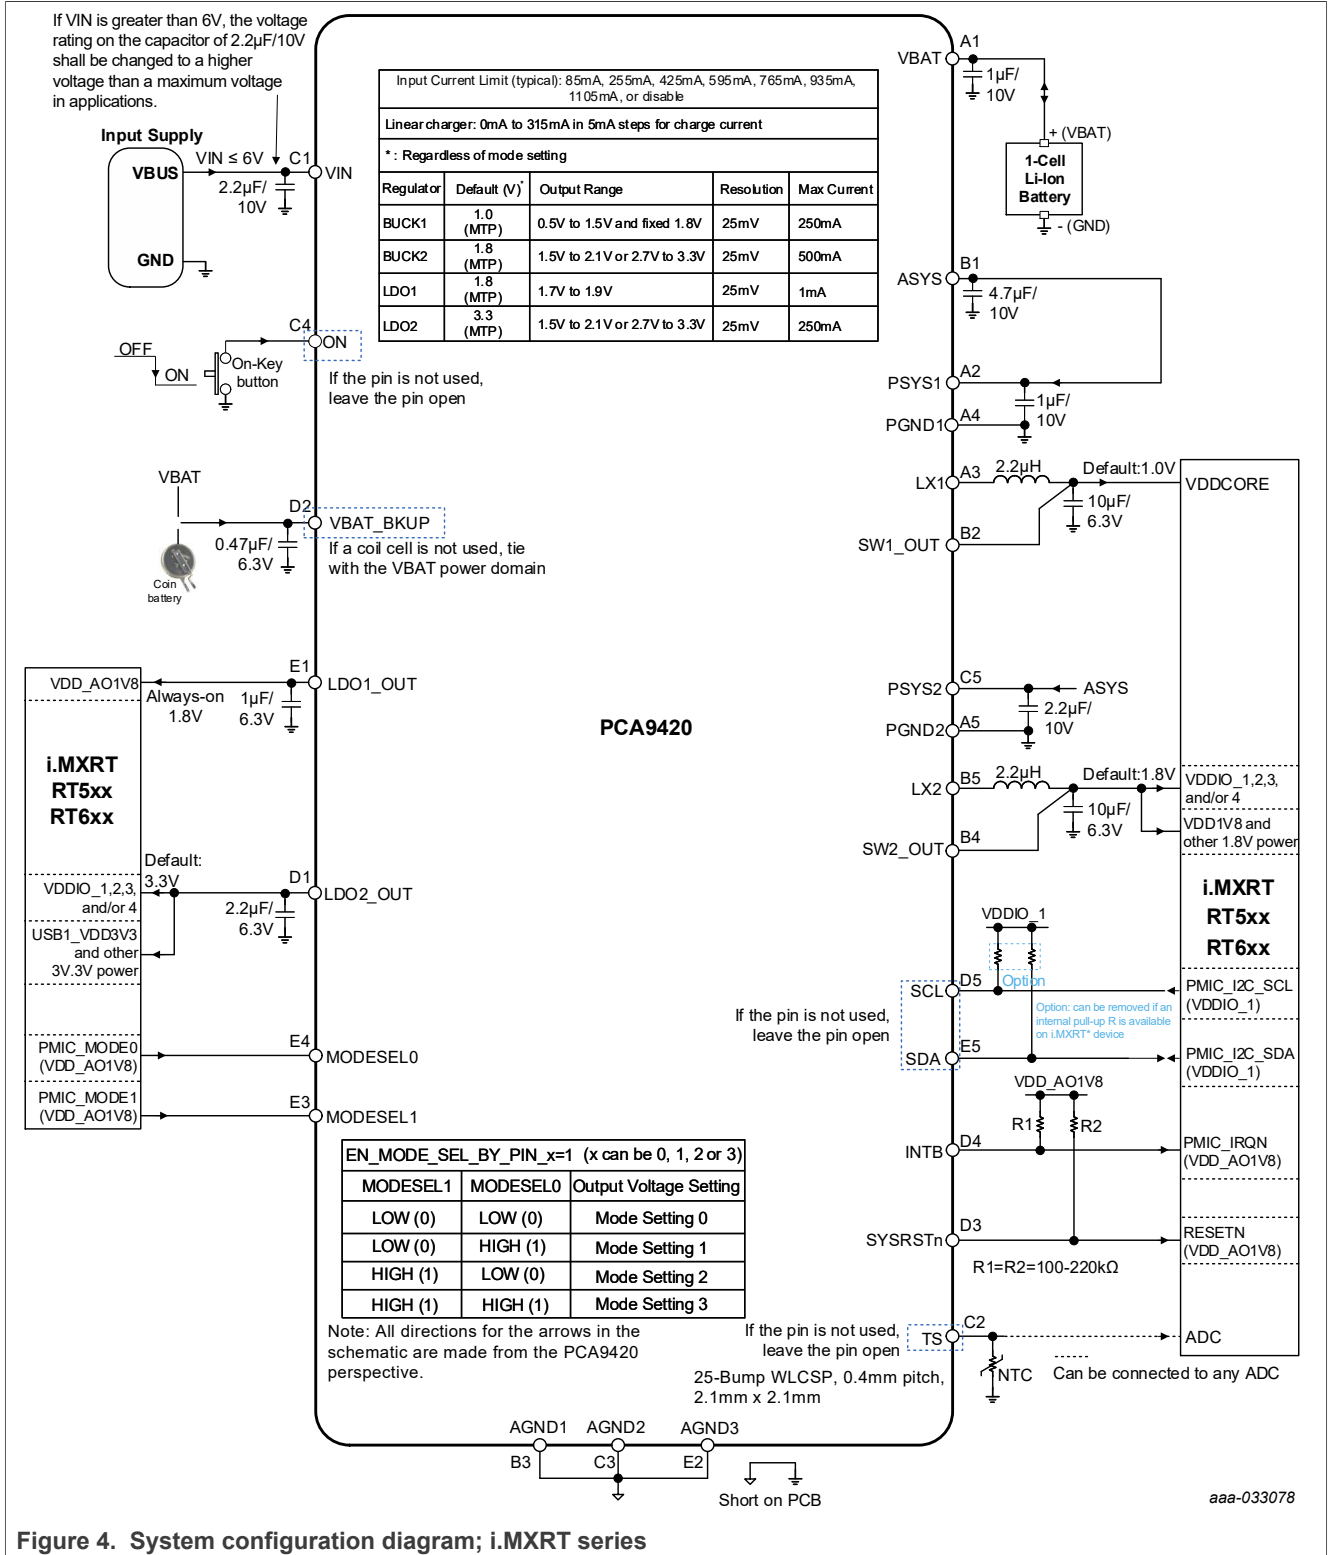 If VIN is greater than 6V, the voltage
rating on the capacitor of 2.2µF/10V
shall be changed to a higher
voltage than a maximum voltage
in applications.
Input Supply
VBUS
GND
VIN ≤ 6V
2.2µF/
10V
C1
VIN
Input Current Limit (typical): 85mA, 255mA, 425mA, 595mA, 765mA, 935mA,
1105mA, or disable
Linear charger: 0mA to 315mA in 5mA steps for charge current
* : Regardless of mode setting
Regulator Default (V)* Output Range Resolution Max Current
BUCK1 1.0 (MTP) 0.5V to 1.5V and fixed 1.8V 25mV 250mA
BUCK2 1.8 (MTP) 1.5V to 2.1V or 2.7V to 3.3V 25mV 500mA
LDO1 1.8 (MTP) 1.7V to 1.9V 25mV 1mA
LDO2 3.3 (MTP) 1.5V to 2.1V or 2.7V to 3.3V 25mV 250mA
VBAT
A1
1µF/
10V
+ (VBAT)
1-Cell
Li-Ion
Battery
- (GND)
ASYS
B1
4.7µF/
10V
C4
ON
OFF
ON
On-Key
button
If the pin is not used,
leave the pin open
PSYS1
A2
1µF/
10V
PGND1
A4
LX1
A3
2.2µH
Default:1.0V
10µF/
6.3V
VDDCORE
SW1_OUT
B2
VBAT
D2
VBAT_BKUP
0.47µF/
6.3V
Coin
battery
If a coil cell is not used, tie
with the VBAT power domain
VDD_AO1V8
Always-on
1.8V
1µF/
6.3V
E1
LDO1_OUT
i.MXRT
RT5xx
RT6xx
PCA9420
PSYS2
C5
ASYS
2.2µF/
10V
PGND2
A5
LX2
B5
2.2µH
Default:1.8V
10µF/
6.3V
VDDIO_1,2,3,
and/or 4
VDD1V8 and
other 1.8V power
SW2_OUT
B4
Default:
3.3V
VDDIO_1,2,3,
and/or 4
D1
LDO2_OUT
2.2µF/
6.3V
USB1_VDD3V3
and other
3V.3V power
i.MXRT
RT5xx
RT6xx
VDDIO_1
Option
SCL
D5
PMIC_I2C_SCL
(VDDIO_1)
If the pin is not used,
leave the pin open
Option: can be removed if an
internal pull-up R is available
on i.MXRT* device
SDA
E5
PMIC_I2C_SDA
(VDDIO_1)
PMIC_MODE0
(VDD_AO1V8)
E4
MODESEL0
PMIC_MODE1
(VDD_AO1V8)
E3
MODESEL1
VDD_AO1V8
R1
R2
INTB
D4
PMIC_IRQN
(VDD_AO1V8)
SYSRSTn
D3
RESETN
(VDD_AO1V8)
R1=R2=100-220kΩ
EN_MODE_SEL_BY_PIN_x=1 (x can be 0, 1, 2 or 3)
MODESEL1 MODESEL0 Output Voltage Setting
LOW (0) LOW (0) Mode Setting 0
LOW (0) HIGH (1) Mode Setting 1
HIGH (1) LOW (0) Mode Setting 2
HIGH (1) HIGH (1) Mode Setting 3
Note: All directions for the arrows in the
schematic are made from the PCA9420
perspective.
If the pin is not used,
leave the pin open
TS
C2
NTC
ADC
Can be connected to any ADC
25-Bump WLCSP, 0.4mm pitch,
2.1mm x 2.1mm
AGND1 AGND2 AGND3
B3 C3 E2
Short on PCB
aaa-033078
Figure 4. System configuration diagram; i.MXRT series